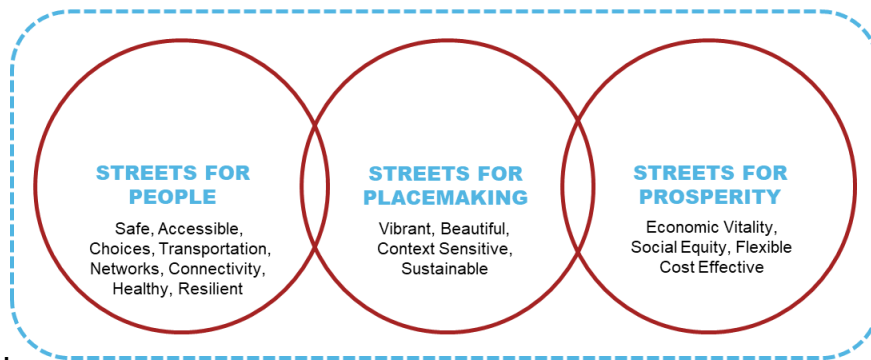 STREETS FOR
PEOPLE
Safe, Accessible,
Choices, Transportation,
Networks, Connectivity,
Healthy, Resilient
STREETS FOR
PLACEMAKING
Vibrant, Beautiful,
Context Sensitive,
Sustainable
STREETS FOR
PROSPERITY
Economic Vitality,
Social Equity, Flexible
Cost Effective
.